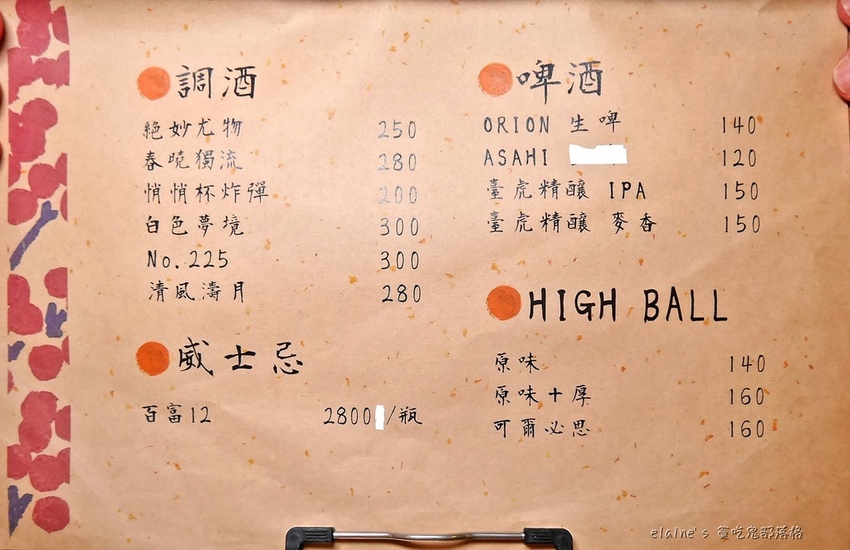 調酒
絕妙尤物 250
春曉獨流 280
悄悄杯炸彈 200
白色夢境 300
No.225 300
清風濤月 280
威士忌
百富12 2800 /瓶
啤酒
ORION 生啤 140
ASAHI 120
臺虎精釀 IPA 150
臺虎精釀 麥香 150
HIGH BALL
原味 140
原味十厚 160
可爾必思 160
elaine's 貪吃鬼部落格